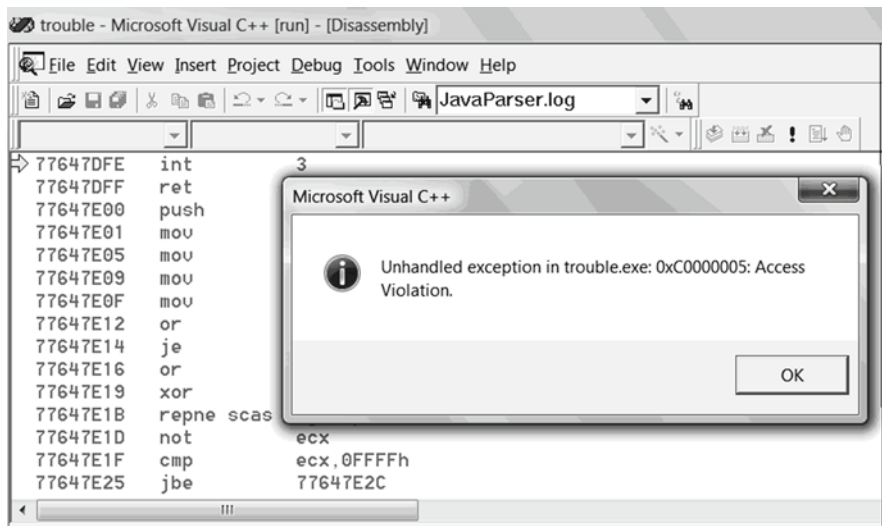 trouble - Microsoft Visual C++ [run] - [Disassembly]
File Edit View Insert Project Debug Tools Window Help
JavaParser.log
77647DFE int 3
77647DFF ret
77647E00 push
77647E01 mov
77647E05 mov
77647E09 mov
77647E0F mov
77647E12 or
77647E14 je
77647E16 or
77647E19 xor
77647E1B repne scas
77647E1D not ecx
77647E1F cmp ecx,0FFFFh
77647E25 jbe 77647E2C
Microsoft Visual C++
Unhandled exception in trouble.exe: 0xC0000005: Access
Violation.
OK